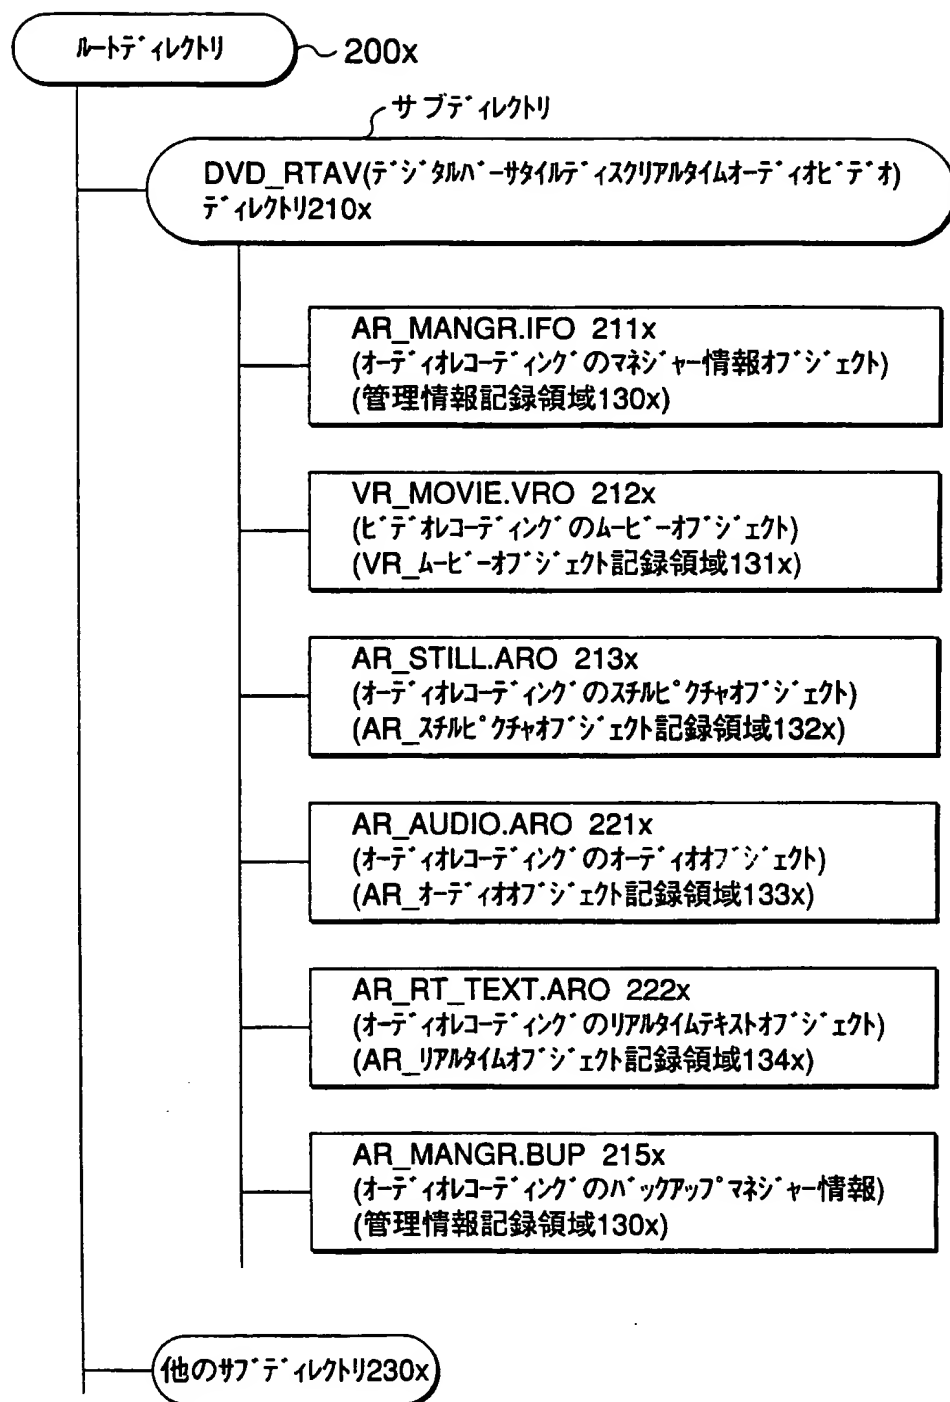 ルートディレクトリ
200x
サブディレクトリ
DVD_RTAV(デジタルバーサタイルディスクリアルタイムオーディオビデオ)
ディレクトリ210x
AR_MANGR.IFO 211x
(オーディオレコーディングのマネジャー情報オブジェクト)
(管理情報記録領域130x)
VR_MOVIE.VRO 212x
(ビデオレコーディングのムービーオブジェクト)
(VR_ムービーオブジェクト記録領域131x)
AR_STILL.ARO 213x
(オーディオレコーディングのスチルピクチャオブジェクト)
(AR_スチルピクチャオブジェクト記録領域132x)
AR_AUDIO.ARO 221x
(オーディオレコーディングのオーディオオブジェクト)
(AR_オーディオオブジェクト記録領域133x)
AR_RT_TEXT.ARO 222x
(オーディオレコーディングのリアルタイムテキストオブジェクト)
(AR_リアルタイムオブジェクト記録領域134x)
AR_MANGR.BUP 215x
(オーディオレコーディングのバックアップマネジャー情報)
(管理情報記録領域130x)
他のサブディレクトリ230x